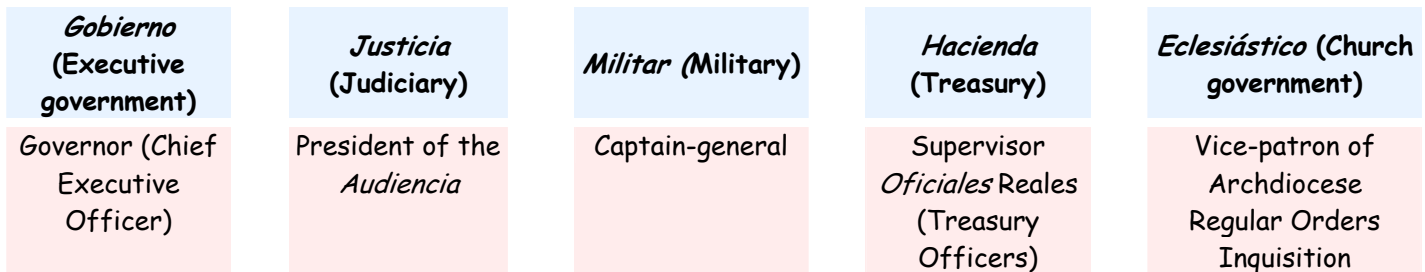 Gobierno
(Executive
government)
Justicia
(Judiciary)
Militar (Military)
Hacienda
(Treasury)
Eclesiástico (Church
government)
Governor (Chief
Executive
Officer)
President of the
Audiencia
Captain-general
Supervisor
Oficiales Reales
(Treasury
Officers)
Vice-patron of
Archdiocese
Regular Orders
Inquisition